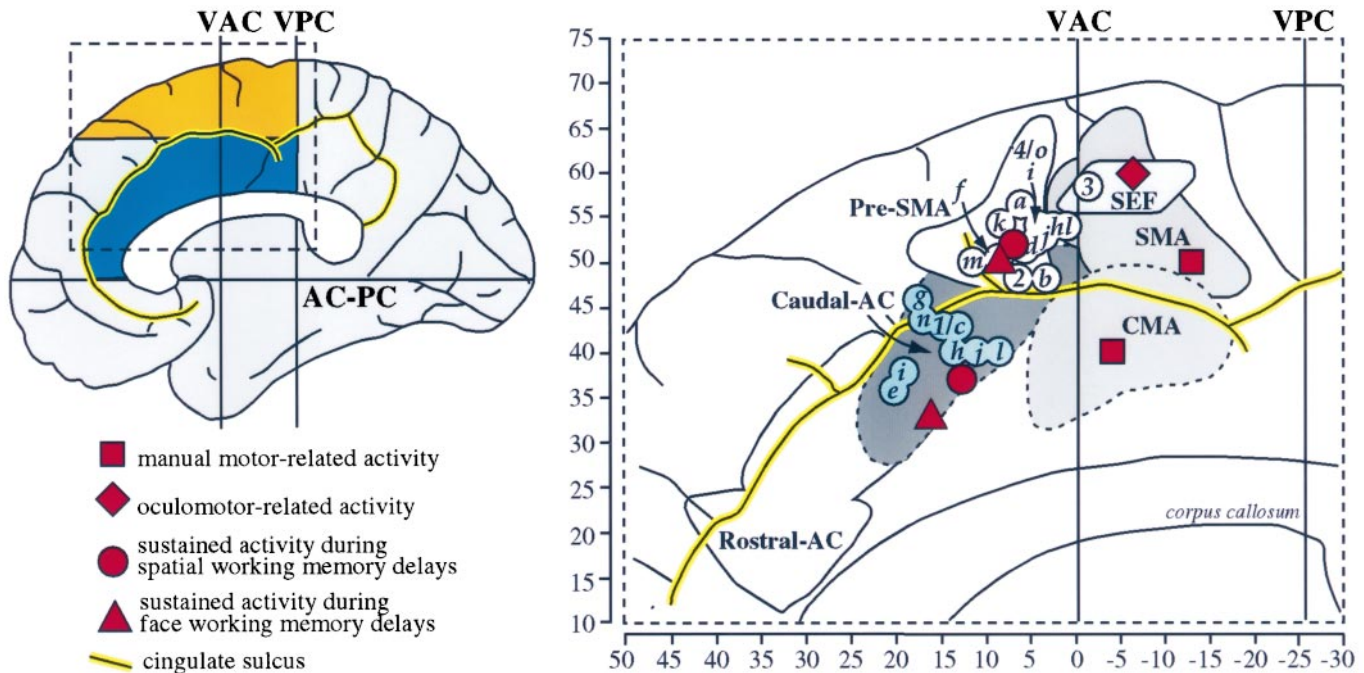 VAC VPC
AC-PC
manual motor-related activity
oculomotor-related activity
sustained activity during
spatial working memory delays
sustained activity during
face working memory delays
cingulate sulcus
VAC
VPC
75
70
65
60
55
50
45
40
35
30
25
20
15
10
4/o
i
3
SEF
f
a
Pre-SMA
k
d
j
h
l
SMA
m
2
b
Caudal-AC
g
n
1/c
CMA
h
j
l
i
e
corpus callosum
Rostral-AC
50 45 40 35 30 25 20 15 10 5 0 -5 -10 -15 -20 -25 -30